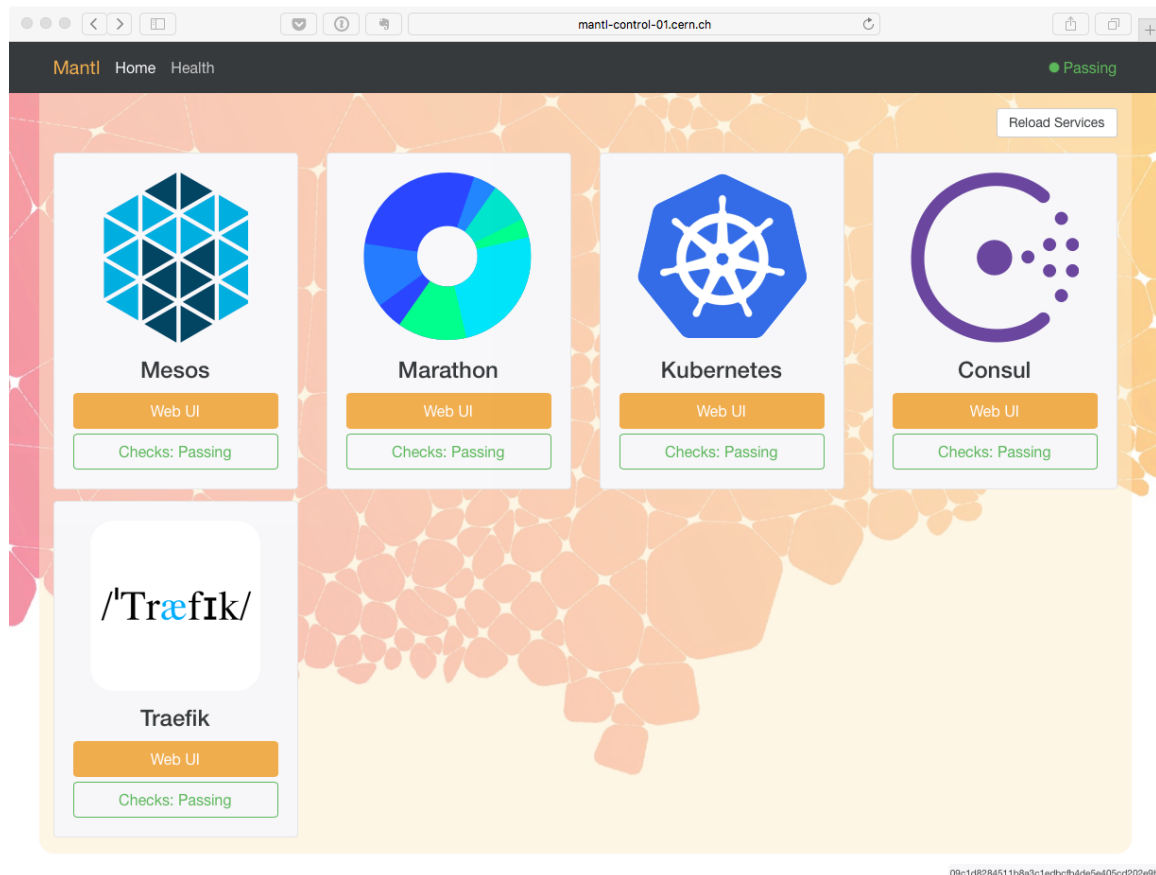 mantl-control-01.cern.ch
Mantl Home Health Passing
Reload Services
Mesos
Web UI
Checks: Passing
Marathon
Web UI
Checks: Passing
Kubernetes
Web UI
Checks: Passing
Consul
Web UI
Checks: Passing
/'Træfɪk/
Traefik
Web UI
Checks: Passing